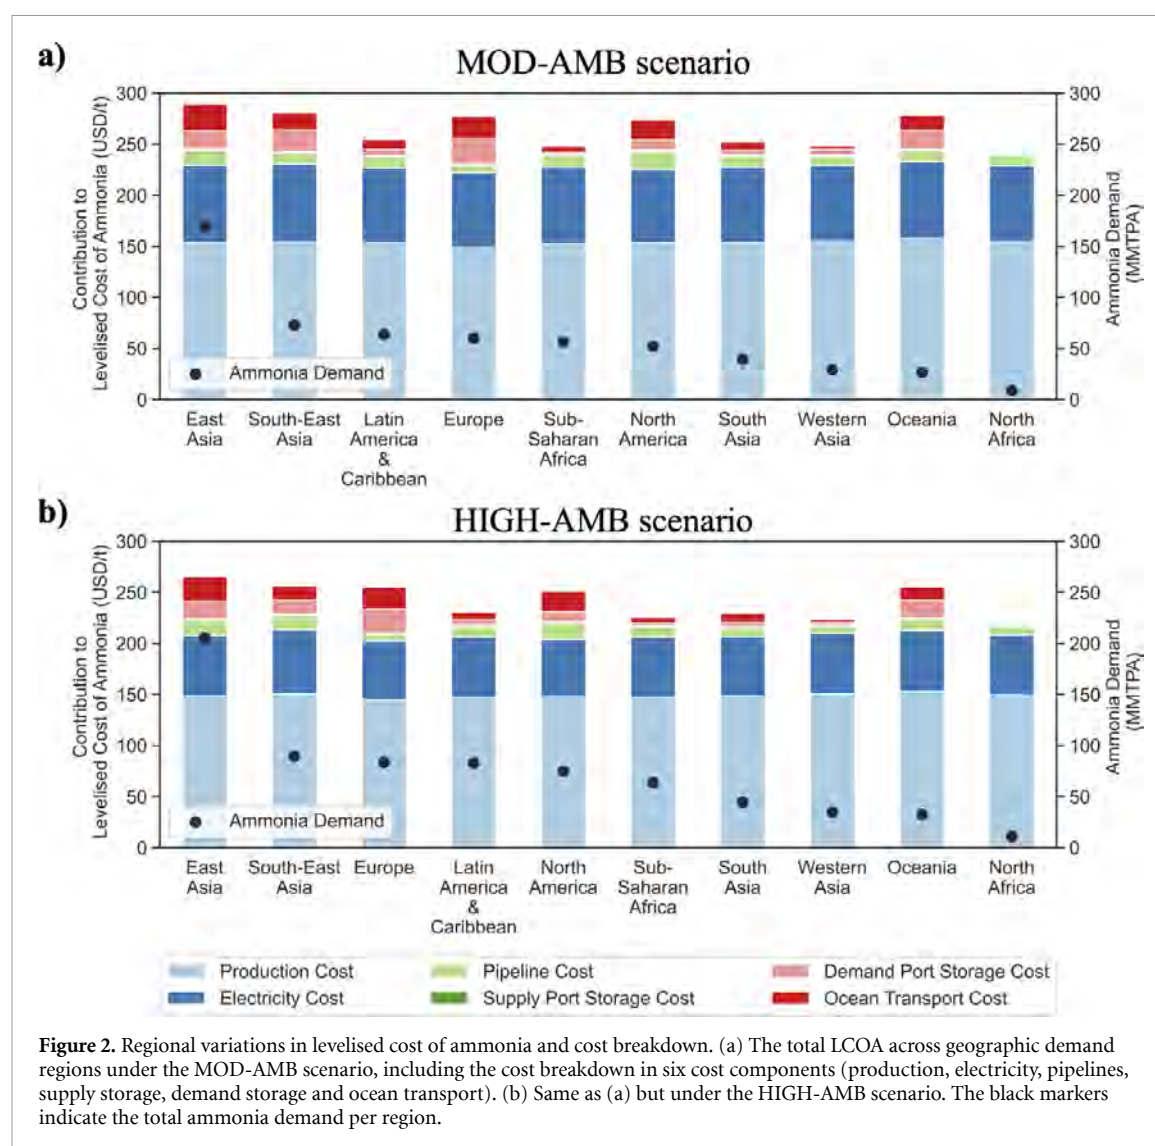 a)
MOD-AMB scenario
Contribution to
Levelised Cost of Ammonia (USD/t)
300
250
200
150
100
50
0
300
250
200
150
100
50
0
Ammonia Demand
(MMTPA)
Ammonia Demand
East
Asia
South-East
Asia
Latin
America
&
Caribbean
Europe
Sub-
Saharan
Africa
North
America
South
Asia
Western
Asia
Oceania
North
Africa
b)
HIGH-AMB scenario
Contribution to
Levelised Cost of Ammonia (USD/t)
300
250
200
150
100
50
0
300
250
200
150
100
50
0
Ammonia Demand
(MMTPA)
Ammonia Demand
East
Asia
South-East
Asia
Europe
Latin
America
&
Caribbean
North
America
Sub-
Saharan
Africa
South
Asia
Western
Asia
Oceania
North
Africa
Production Cost
Pipeline Cost
Demand Port Storage Cost
Electricity Cost
Supply Port Storage Cost
Ocean Transport Cost
Figure 2. Regional variations in levelised cost of ammonia and cost breakdown. (a) The total LCOA across geographic demand
regions under the MOD-AMB scenario, including the cost breakdown in six cost components (production, electricity, pipelines,
supply storage, demand storage and ocean transport). (b) Same as (a) but under the HIGH-AMB scenario. The black markers
indicate the total ammonia demand per region.